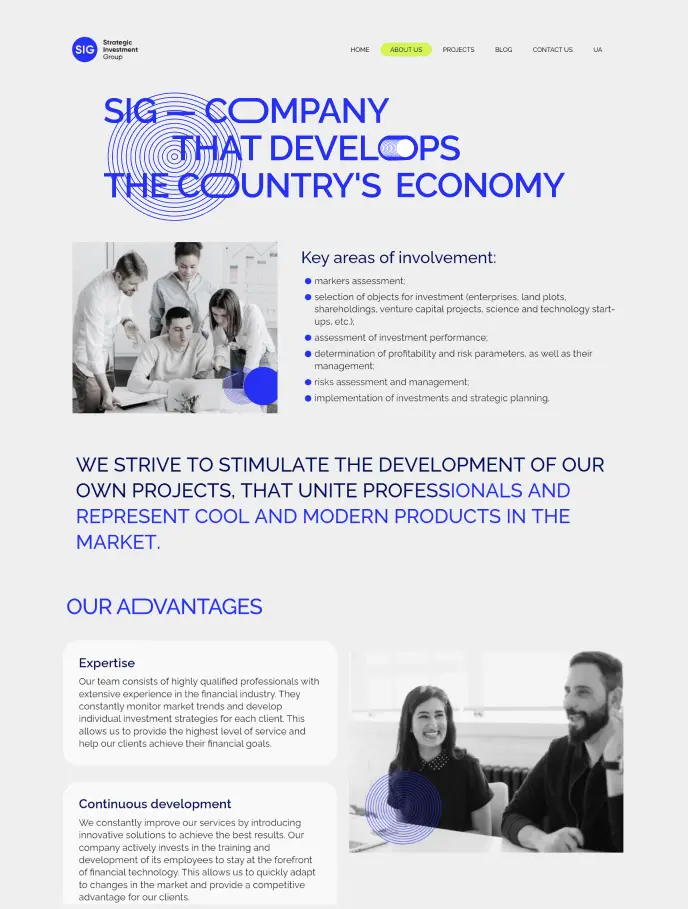 SIG
Strategic
Investment
Group
HOME ABOUT US PROJECTS BLOG CONTACT US UA
SIG — COMPANY
THAT DEVELOPS
THE COUNTRY'S ECONOMY
Key areas of involvement:
markers assessment;
selection of objects for investment (enterprises, land plots,
shareholdings, venture capital projects, science and technology start-
ups, etc.);
assessment of investment performance;
determination of profitability and risk parameters, as well as their
management;
risks assessment and management;
implementation of investments and strategic planning.
WE STRIVE TO STIMULATE THE DEVELOPMENT OF OUR
OWN PROJECTS, THAT UNITE PROFESSIONALS AND
REPRESENT COOL AND MODERN PRODUCTS IN THE
MARKET.
OUR ADVANTAGES
Expertise
Our team consists of highly qualified professionals with
extensive experience in the financial industry. They
constantly monitor market trends and develop
individual investment strategies for each client. This
allows us to provide the highest level of service and
help our clients achieve their financial goals.
Continuous development
We constantly improve our services by introducing
innovative solutions to achieve the best results. Our
company actively invests in the training and
development of its employees to stay at the forefront
of financial technology. This allows us to quickly adapt
to changes in the market and provide a competitive
advantage for our clients.